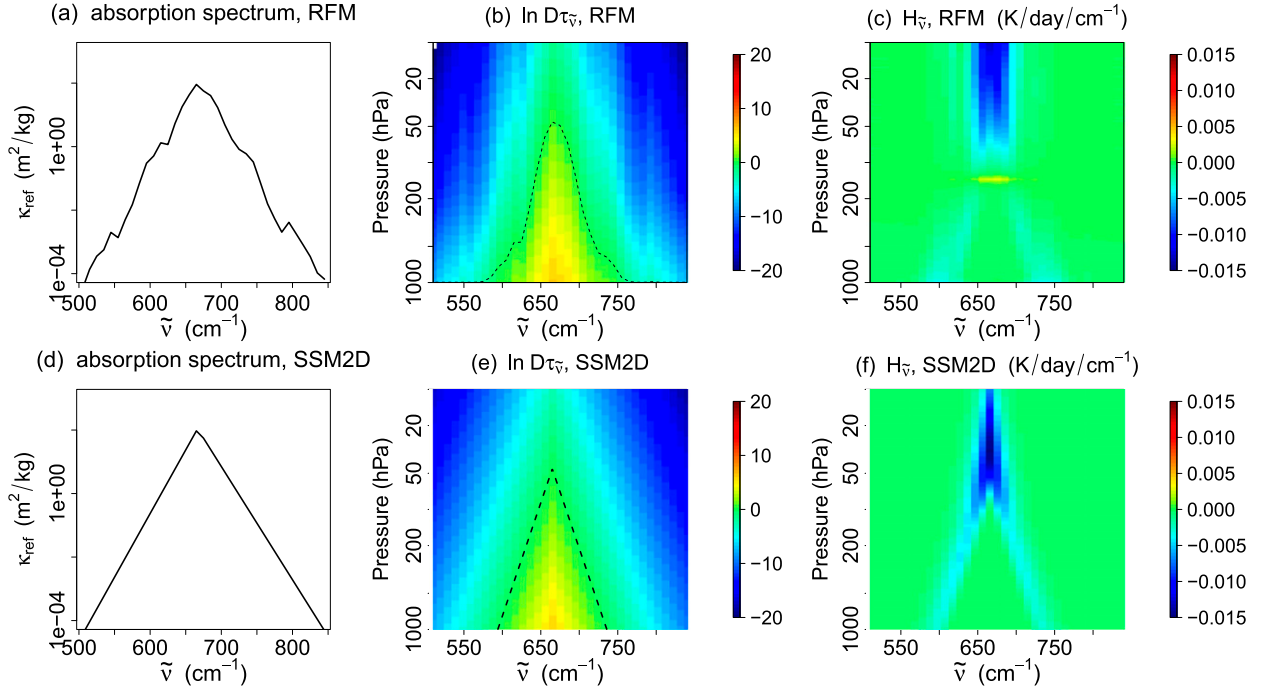 (a) absorption spectrum, RFM
(b) ln Dτν̃, RFM
(c) Hν̃, RFM (K/day/cm⁻¹)
κref (m²/kg)
1e−04
1e+00
500
600
700
800
ν̃ (cm⁻¹)
Pressure (hPa)
20
50
200
1000
550
650
750
ν̃ (cm⁻¹)
20
10
0
−10
−20
Pressure (hPa)
20
50
200
1000
550
650
750
ν̃ (cm⁻¹)
0.015
0.010
0.005
0.000
−0.005
−0.010
−0.015
(d) absorption spectrum, SSM2D
(e) ln Dτν̃, SSM2D
(f) Hν̃, SSM2D (K/day/cm⁻¹)
κref (m²/kg)
1e−04
1e+00
500
600
700
800
ν̃ (cm⁻¹)
Pressure (hPa)
20
50
200
1000
550
650
750
ν̃ (cm⁻¹)
20
10
0
−10
−20
Pressure (hPa)
20
50
200
1000
550
650
750
ν̃ (cm⁻¹)
0.015
0.010
0.005
0.000
−0.005
−0.010
−0.015